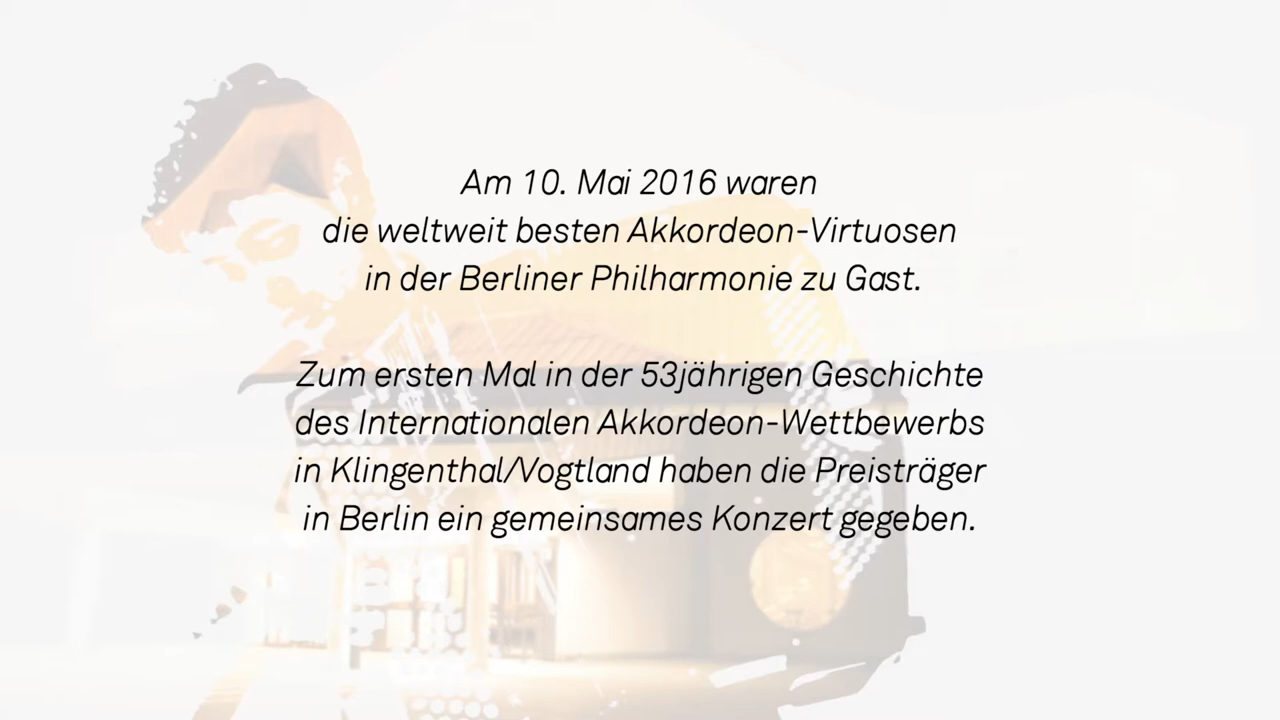 Am 10. Mai 2016 waren
die weltweit besten Akkordeon-Virtuosen
in der Berliner Philharmonie zu Gast.
Zum ersten Mal in der 53jährigen Geschichte
des Internationalen Akkordeon-Wettbewerbs
in Klingenthal/Vogtland haben die Preisträger
in Berlin ein gemeinsames Konzert gegeben.